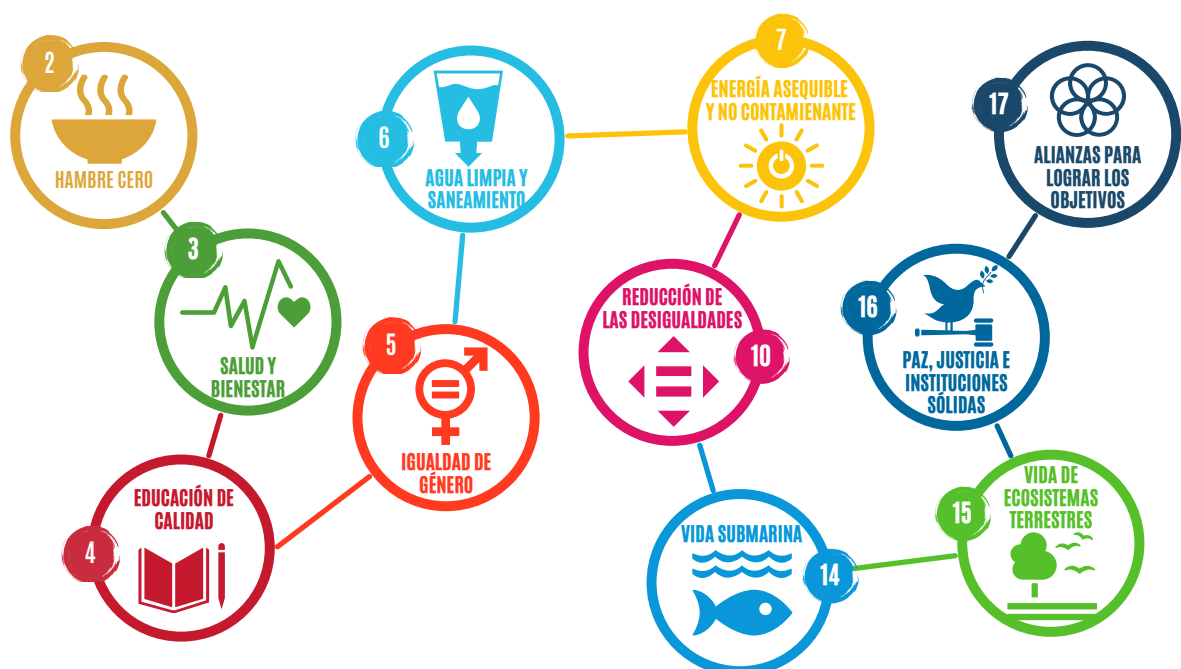 2
HAMBRE CERO
3
SALUD Y
BIENESTAR
4
EDUCACIÓN DE
CALIDAD
5
IGUALDAD DE
GÉNERO
6
AGUA LIMPIA Y
SANEAMIENTO
7
ENERGÍA ASEQUIBLE
Y NO CONTAMIENANTE
10
REDUCCIÓN DE
LAS DESIGUALDADES
14
VIDA SUBMARINA
15
VIDA DE
ECOSISTEMAS
TERRESTRES
16
PAZ, JUSTICIA E
INSTITUCIONES
SÓLIDAS
17
ALIANZAS PARA
LOGRAR LOS
OBJETIVOS